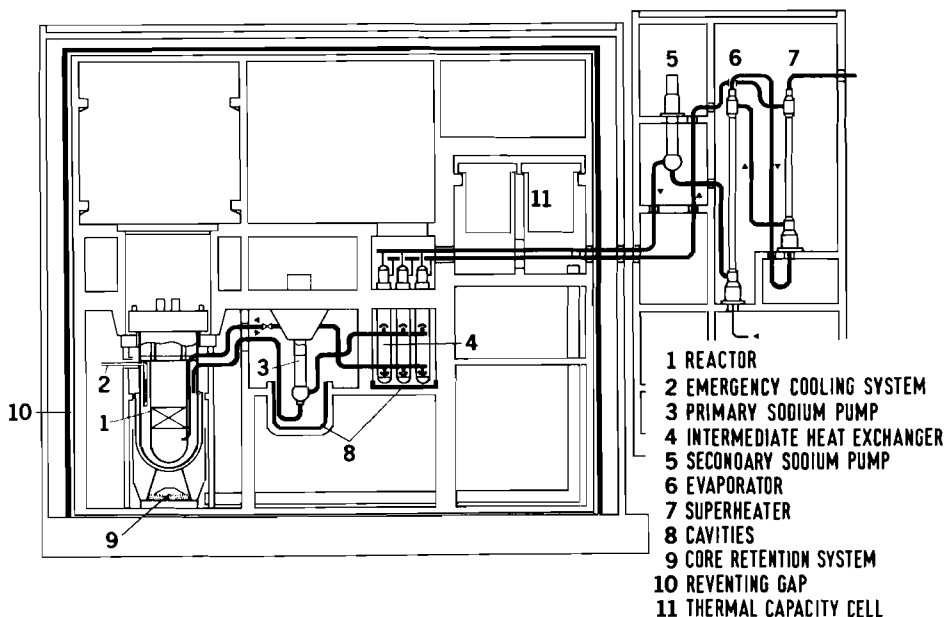 5 6 7
11
4
3
2
1
10
8
9
1 REACTOR
2 EMERGENCY COOLING SYSTEM
3 PRIMARY SODIUM PUMP
4 INTERMEDIATE HEAT EXCHANGER
5 SECONDARY SODIUM PUMP
6 EVAPORATOR
7 SUPERHEATER
8 CAVITIES
9 CORE RETENTION SYSTEM
10 REVENTING GAP
11 THERMAL CAPACITY CELL